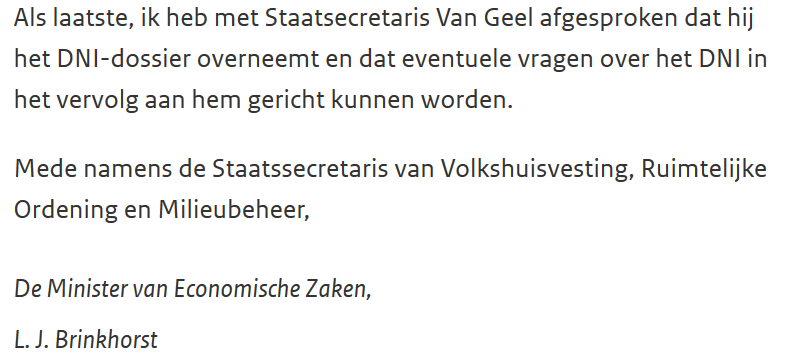 Als laatste, ik heb met Staatsecretaris Van Geel afgesproken dat hij
het DNI-dossier overneemt en dat eventuele vragen over het DNI in
het vervolg aan hem gericht kunnen worden.
Mede namens de Staatssecretaris van Volkshuisvesting, Ruimtelijke
Ordening en Milieubeheer,
De Minister van Economische Zaken,
L. J. Brinkhorst